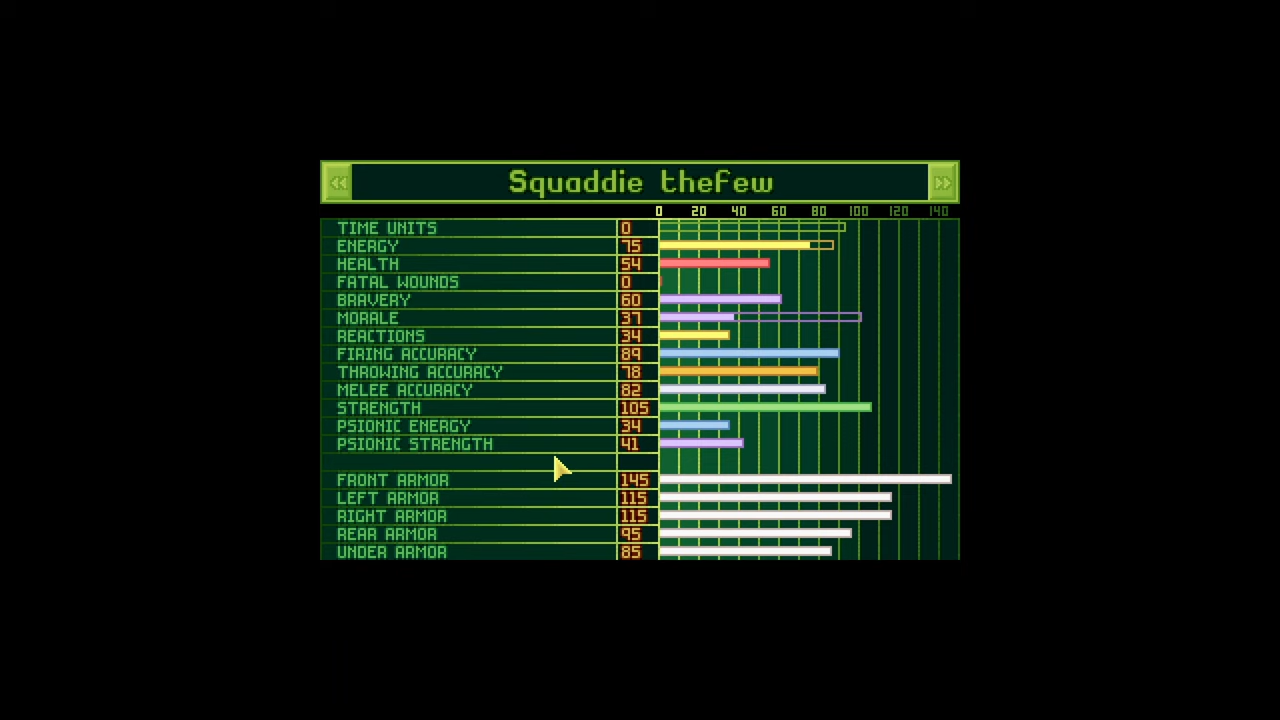 Squaddie thefew
0 20 40 60 80 100 120 140
TIME UNITS 0
ENERGY 75
HEALTH 54
FATAL WOUNDS 0
BRAVERY 60
MORALE 37
REACTIONS 34
FIRING ACCURACY 89
THROWING ACCURACY 78
MELEE ACCURACY 82
STRENGTH 105
PSIONIC ENERGY 34
PSIONIC STRENGTH 41
FRONT ARMOR 145
LEFT ARMOR 115
RIGHT ARMOR 115
REAR ARMOR 95
UNDER ARMOR 85